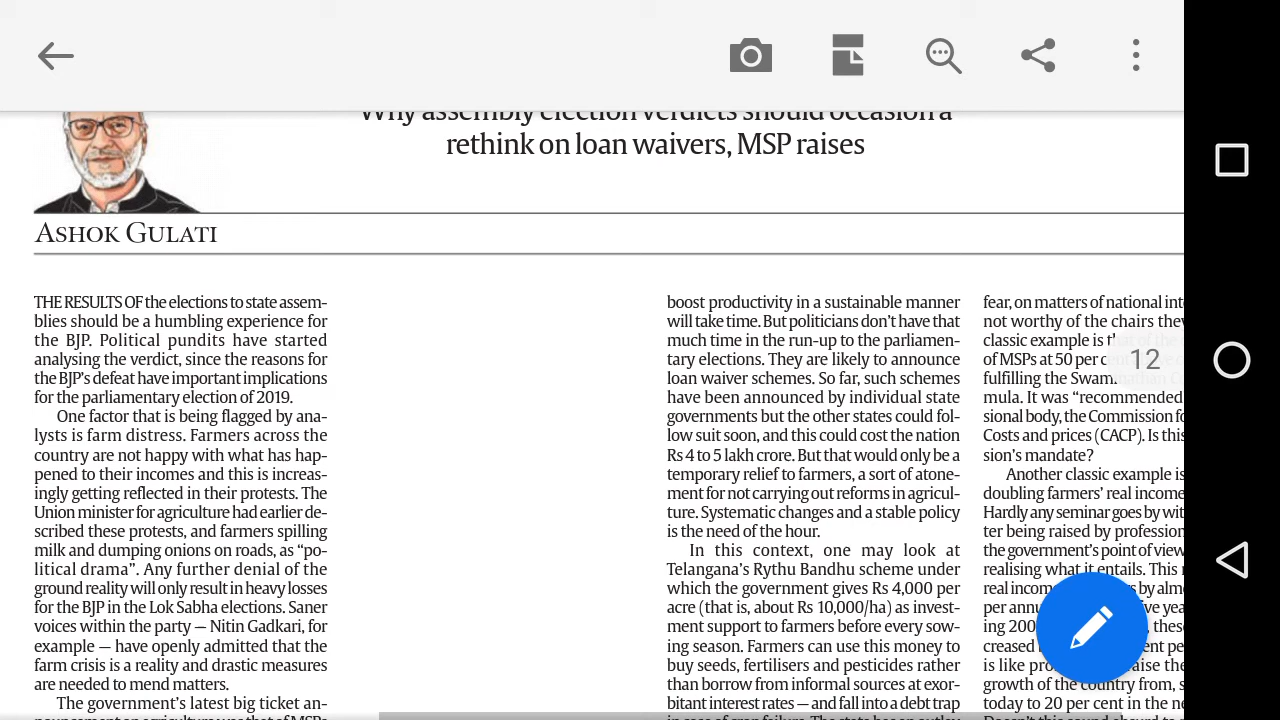 Why assembly election verdicts should occasion a
rethink on loan waivers, MSP raises
ASHOK GULATI
THE RESULTS OF the elections to state assem-
blies should be a humbling experience for
the BJP. Political pundits have started
analysing the verdict, since the reasons for
the BJP's defeat have important implications
for the parliamentary election of 2019.
One factor that is being flagged by ana-
lysts is farm distress. Farmers across the
country are not happy with what has hap-
pened to their incomes and this is increas-
ingly getting reflected in their protests. The
Union minister for agriculture had earlier de-
scribed these protests, and farmers spilling
milk and dumping onions on roads, as “po-
litical drama”. Any further denial of the
ground reality will only result in heavy losses
for the BJP in the Lok Sabha elections. Saner
voices within the party — Nitin Gadkari, for
example — have openly admitted that the
farm crisis is a reality and drastic measures
are needed to mend matters.
The government's latest big ticket an-
boost productivity in a sustainable manner
will take time. But politicians don't have that
much time in the run-up to the parliamen-
tary elections. They are likely to announce
loan waiver schemes. So far, such schemes
have been announced by individual state
governments but the other states could fol-
low suit soon, and this could cost the nation
Rs 4 to 5 lakh crore. But that would only be a
temporary relief to farmers, a sort of atone-
ment for not carrying out reforms in agricul-
ture. Systematic changes and a stable policy
is the need of the hour.
In this context, one may look at
Telangana's Rythu Bandhu scheme under
which the government gives Rs 4,000 per
acre (that is, about Rs 10,000/ha) as invest-
ment support to farmers before every sow-
ing season. Farmers can use this money to
buy seeds, fertilisers and pesticides rather
than borrow from informal sources at exor-
bitant interest rates — and fall into a debt trap
fear, on matters of national int
not worthy of the chairs they
classic example is that of the
of MSPs at 50 per
fulfilling the
mula. It was “recommended
sional body, the Commission fo
Costs and prices (CACP). Is this
sion's mandate?
Another classic example is
doubling farmers' real income
Hardly any seminar goes by wit
ter being raised by profession
the government's point of view
realising what it entails. This
real by alm
per ve yea
ing 200 thes
creased ent pe
is like aise the
growth of the country from, s
today to 20 per cent in the ne
12